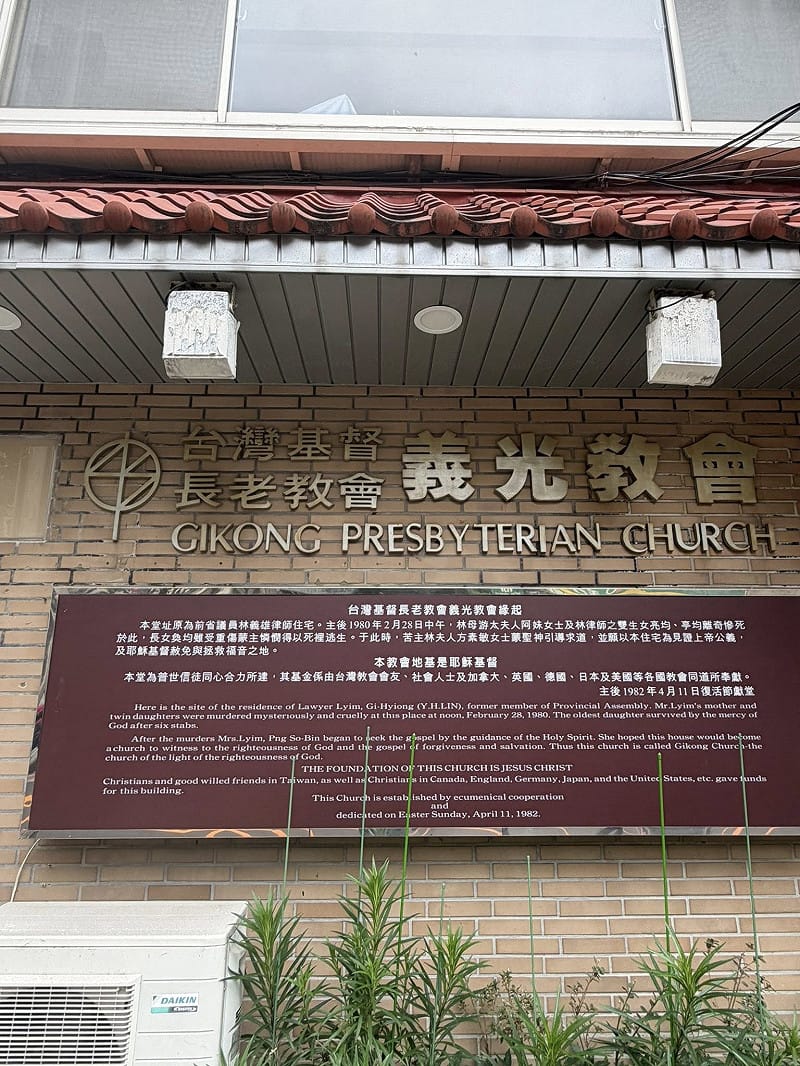 台灣基督
長老教會
義光教會
GIKONG PRESBYTERIAN CHURCH
台灣基督長老教會義光教會緣起
本堂址原為前省議員林義雄律師住宅。主後1980年2月28日中午，林母游太夫人阿妹女士及林律師之雙生女亮均、亭均離奇慘死
於此，長女奐均雖受重傷蒙主憐憫得以死裡逃生。于此時，苦主林夫人方素敏女士蒙聖神引導求道，並願以本住宅為見證上帝公義，
及耶穌基督赦免與拯救福音之地。
本教會地基是耶穌基督
本堂為普世信徒同心合力所建，其基金係由台灣教會會友、社會人士及加拿大、英國、德國、日本及美國等各國教會同道所奉獻。
主後1982年4月11日復活節獻堂
Here is the site of the residence of Lawyer Lyim, Gi-Hyiong (Y.H.LIN), former member of Provincial Assembly. Mr.Lyim's mother and
twin daughters were murdered mysteriously and cruelly at this place at noon, February 28, 1980. The oldest daughter survived by the mercy of
God after six stabs.
After the murders Mrs.Lyim, Png So-Bin began to seek the gospel by the guidance of the Holy Spirit. She hoped this house would become
a church to witness to the righteousness of God and the gospel of forgiveness and salvation. Thus this church is called Gikong Church-the
church of the light of the righteousness of God.
THE FOUNDATION OF THIS CHURCH IS JESUS CHRIST
Christians and good willed friends in Taiwan, as well as Christians in Canada, England, Germany, Japan, and the United States, etc. gave funds
for this building.
This Church is established by ecumenical cooperation
and
dedicated on Easter Sunday, April 11, 1982.
DAIKIN